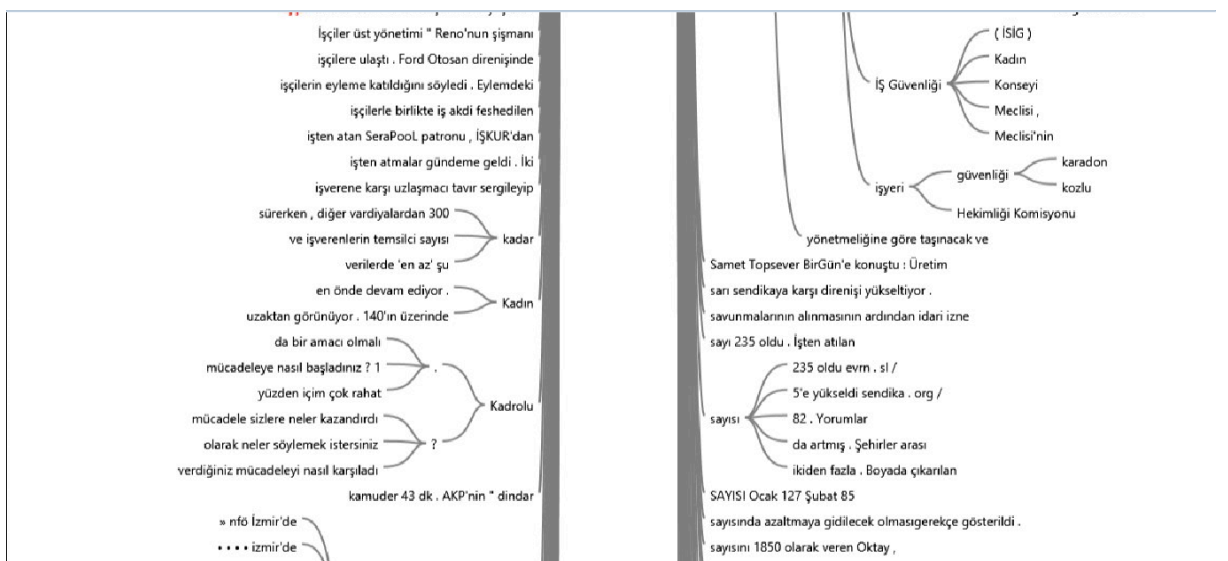 İşçiler üst yönetimi " Reno'nun şişmanı
işçilere ulaştı . Ford Otosan direnişinde
işçilerin eyleme katıldığını söyledi . Eylemdeki
işçilerle birlikte iş akdi feshedilen
işten atan SeraPooL patronu , İŞKUR'dan
işten atmalar gündeme geldi . İki
işverene karşı uzlaşmacı tavır sergileyip
sürerken , diğer vardiyalardan 300
ve işverenlerin temsilci sayısı
kadar
verilerde 'en az' şu
en önde devam ediyor .
Kadın
uzaktan görünüyor . 140'ın üzerinde
da bir amacı olmalı
mücadeleye nasıl başladınız ? 1
.
yüzden içim çok rahat
Kadrolu
mücadele sizlere neler kazandırdı
olarak neler söylemek istersiniz
?
verdiğiniz mücadeleyi nasıl karşıladı
kamuder 43 dk . AKP'nin " dindar
» nfö İzmir'de
• • • • izmir'de
( İSİG )
Kadın
İŞ Güvenliği
Konseyi
Meclisi ,
Meclisi'nin
karadon
güvenliği
işyeri
kozlu
Hekimliği Komisyonu
yönetmeliğine göre taşınacak ve
Samet Topsever BirGün'e konuştu : Üretim
sarı sendikaya karşı direnişi yükseltiyor .
savunmalarının alınmasının ardından idari izne
sayı 235 oldu . İşten atılan
235 oldu evrn . sl /
5'e yükseldi sendika . org /
sayısı
82 . Yorumlar
da artmış . Şehirler arası
ikiden fazla . Boyada çıkarılan
SAYISI Ocak 127 Şubat 85
sayısında azaltmaya gidilecek olmasıgerekçe gösterildi .
sayısını 1850 olarak veren Oktay ,